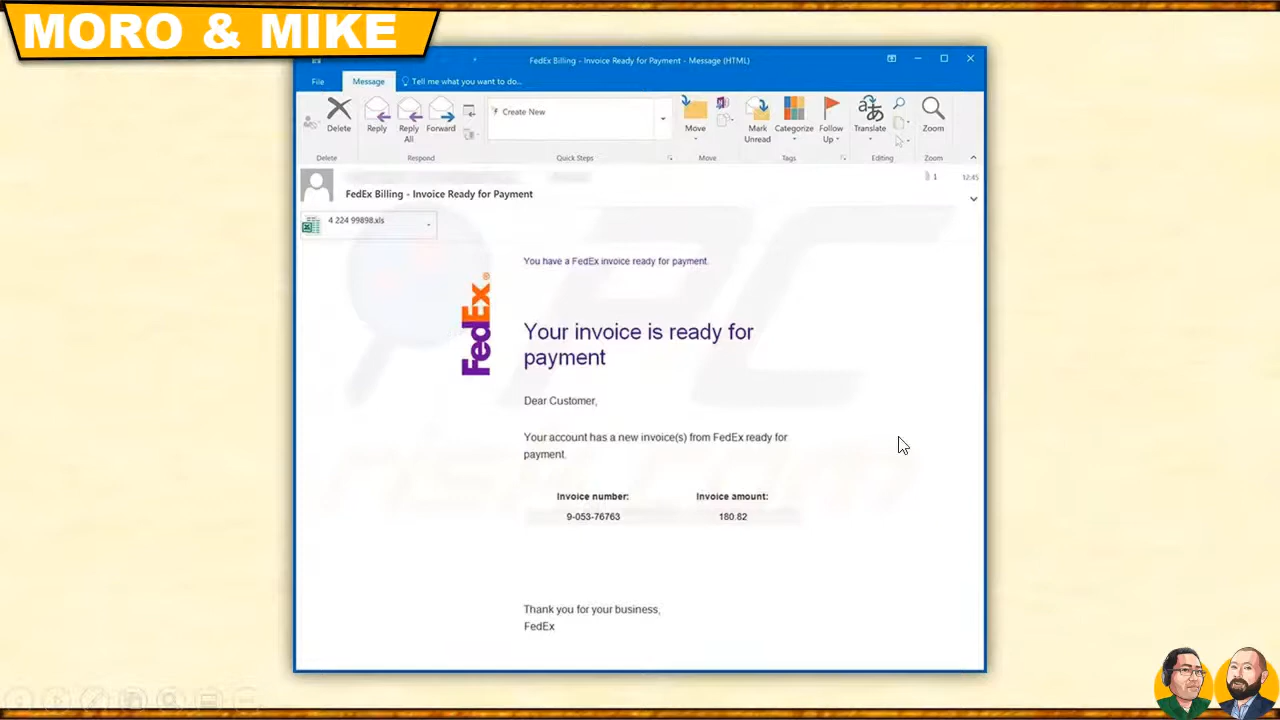 MORO & MIKE
FedEx Billing - Invoice Ready for Payment - Message (HTML)
File
Message
Tell me what you want to do...
Delete
Reply
Reply All
Forward
Create New
Move
Mark Unread
Categorize
Follow Up
Translate
Zoom
Delete
Respond
Quick Steps
Move
Tags
Editing
Zoom
1
12:45
FedEx Billing - Invoice Ready for Payment
4 224 99898.xls
You have a FedEx invoice ready for payment.
FedEx®
Your invoice is ready for
payment
Dear Customer,
Your account has a new invoice(s) from FedEx ready for
payment.
Invoice number: Invoice amount:
9-053-76763 180.82
Thank you for your business,
FedEx
PC
risk.com